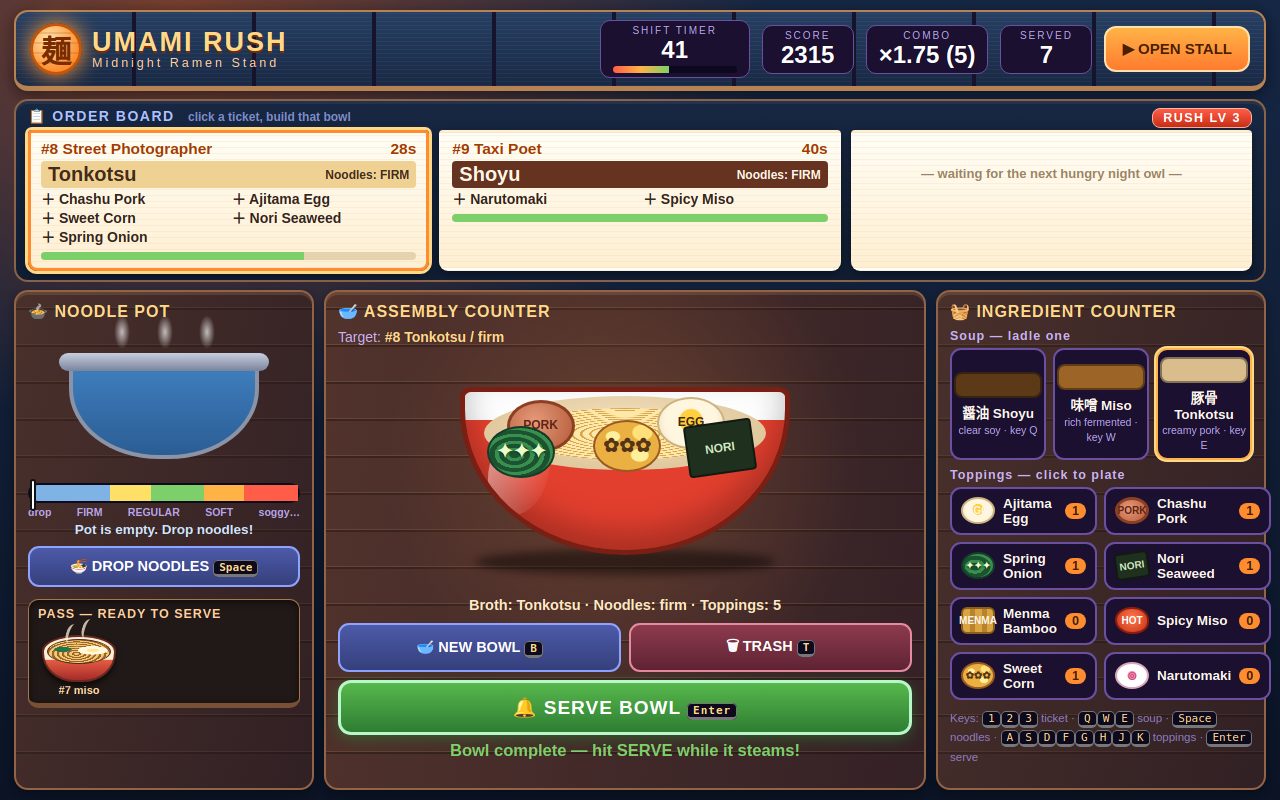 麺
UMAMI RUSH
Midnight Ramen Stand
SHIFT TIMER
41
SCORE
2315
COMBO
×1.75 (5)
SERVED
7
▶ OPEN STALL
📋 ORDER BOARD click a ticket, build that bowl
RUSH LV 3
#8 Street Photographer 28s
Tonkotsu Noodles: FIRM
＋ Chashu Pork ＋ Ajitama Egg
＋ Sweet Corn ＋ Nori Seaweed
＋ Spring Onion
#9 Taxi Poet 40s
Shoyu Noodles: FIRM
＋ Narutomaki ＋ Spicy Miso
— waiting for the next hungry night owl —
🍲 NOODLE POT
drop FIRM REGULAR SOFT soggy…
Pot is empty. Drop noodles!
🍜 DROP NOODLES Space
PASS — READY TO SERVE
#7 miso
🥣 ASSEMBLY COUNTER
Target: #8 Tonkotsu / firm
PORK
EGG
✦✦✦
✿✿✿
NORI
Broth: Tonkotsu · Noodles: firm · Toppings: 5
🥣 NEW BOWL B
🗑 TRASH T
🔔 SERVE BOWL Enter
Bowl complete — hit SERVE while it steams!
🧺 INGREDIENT COUNTER
Soup — ladle one
醤油 Shoyu
clear soy · key Q
味噌 Miso
rich fermented ·
key W
豚骨
Tonkotsu
creamy pork · key
E
Toppings — click to plate
Ajitama
Egg
1
PORK
Chashu
Pork
1
✦✦✦
Spring
Onion
1
NORI
Nori
Seaweed
1
MENMA
Menma
Bamboo
0
HOT
Spicy Miso
0
✿✿✿
Sweet
Corn
1
Narutomaki
0
Keys: 1 2 3 ticket · Q W E soup · Space
noodles · A S D F G H J K toppings · Enter
serve